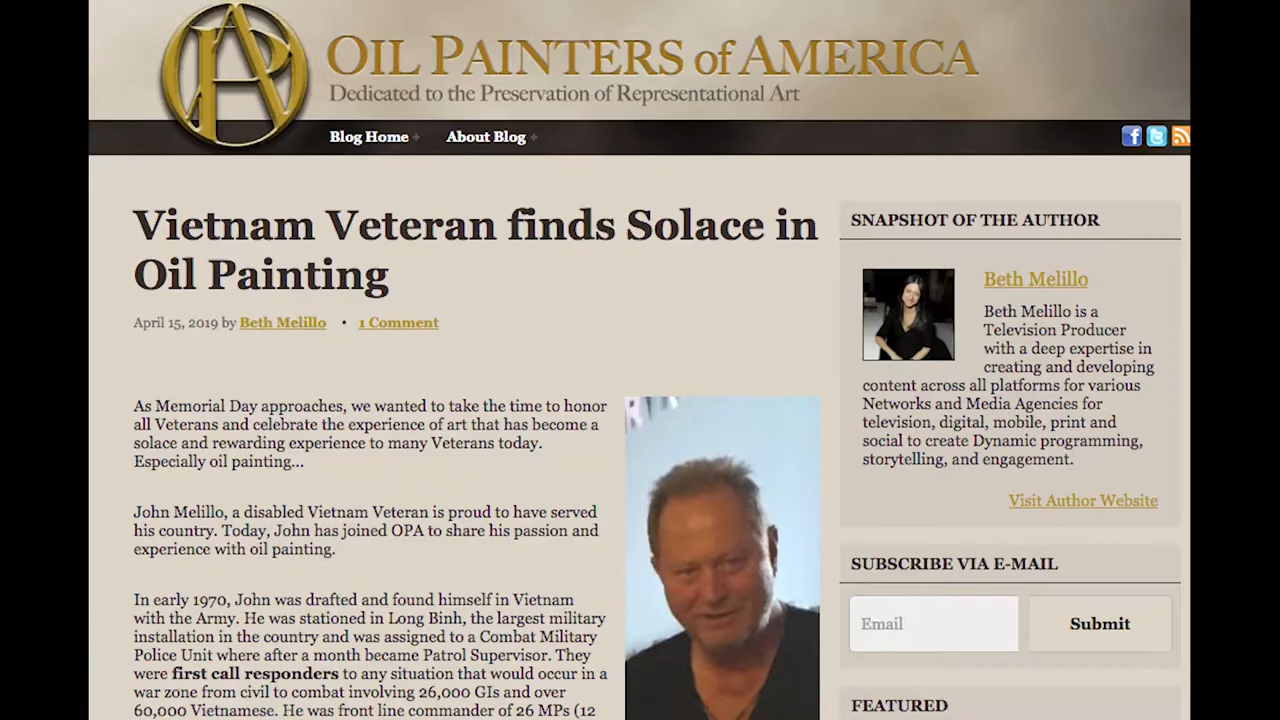 OIL PAINTERS of AMERICA
Dedicated to the Preservation of Representational Art
Blog Home + About Blog +
Vietnam Veteran finds Solace in
Oil Painting
April 15, 2019 by Beth Melillo • 1 Comment
As Memorial Day approaches, we wanted to take the time to honor
all Veterans and celebrate the experience of art that has become a
solace and rewarding experience to many Veterans today.
Especially oil painting...
John Melillo, a disabled Vietnam Veteran is proud to have served
his country. Today, John has joined OPA to share his passion and
experience with oil painting.
In early 1970, John was drafted and found himself in Vietnam
with the Army. He was stationed in Long Binh, the largest military
installation in the country and was assigned to a Combat Military
Police Unit where after a month became Patrol Supervisor. They
were first call responders to any situation that would occur in a
war zone from civil to combat involving 26,000 GIs and over
60,000 Vietnamese. He was front line commander of 26 MPs (12
SNAPSHOT OF THE AUTHOR
Beth Melillo
Beth Melillo is a
Television Producer
with a deep expertise in
creating and developing
content across all platforms for various
Networks and Media Agencies for
television, digital, mobile, print and
social to create Dynamic programming,
storytelling, and engagement.
Visit Author Website
SUBSCRIBE VIA E-MAIL
Email
Submit
FEATURED